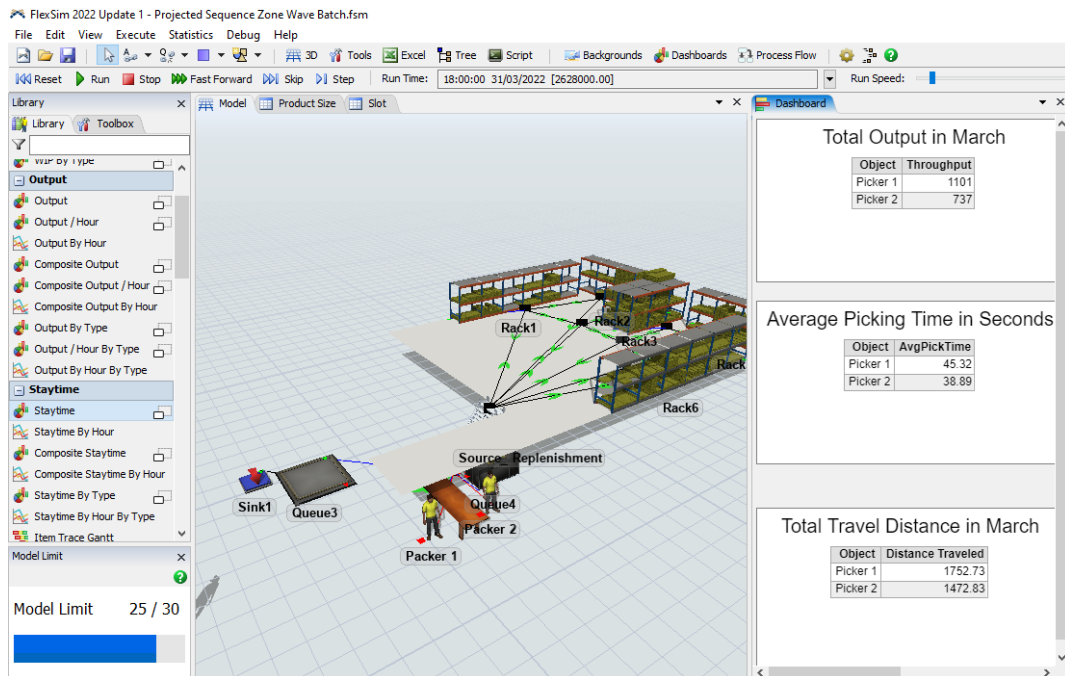 FlexSim 2022 Update 1 - Projected Sequence Zone Wave Batch.fsm
File Edit View Execute Statistics Debug Help
3D Tools Excel Tree Script Backgrounds Dashboards Process Flow
Reset Run Stop Fast Forward Skip Step Run Time: 18:00:00 31/03/2022 [2628000.00] Run Speed:
Library
Library Toolbox
WIP By Type
Output
Output
Output / Hour
Output By Hour
Composite Output
Composite Output / Hour
Composite Output By Hour
Output By Type
Output / Hour By Type
Output By Hour By Type
Staytime
Staytime
Staytime By Hour
Composite Staytime
Composite Staytime By Hour
Staytime By Type
Staytime By Hour By Type
Item Trace Gantt
Model Limit
Model Limit 25 / 30
Model Product Size Slot
Rack1
Rack2
Rack3
Rack
Rack6
Source_Replenishment
Sink1
Queue3
Queue4
Packer 2
Packer 1
Dashboard
Total Output in March
Object Throughput
Picker 1 1101
Picker 2 737
Average Picking Time in Seconds
Object AvgPickTime
Picker 1 45.32
Picker 2 38.89
Total Travel Distance in March
Object Distance Traveled
Picker 1 1752.73
Picker 2 1472.83